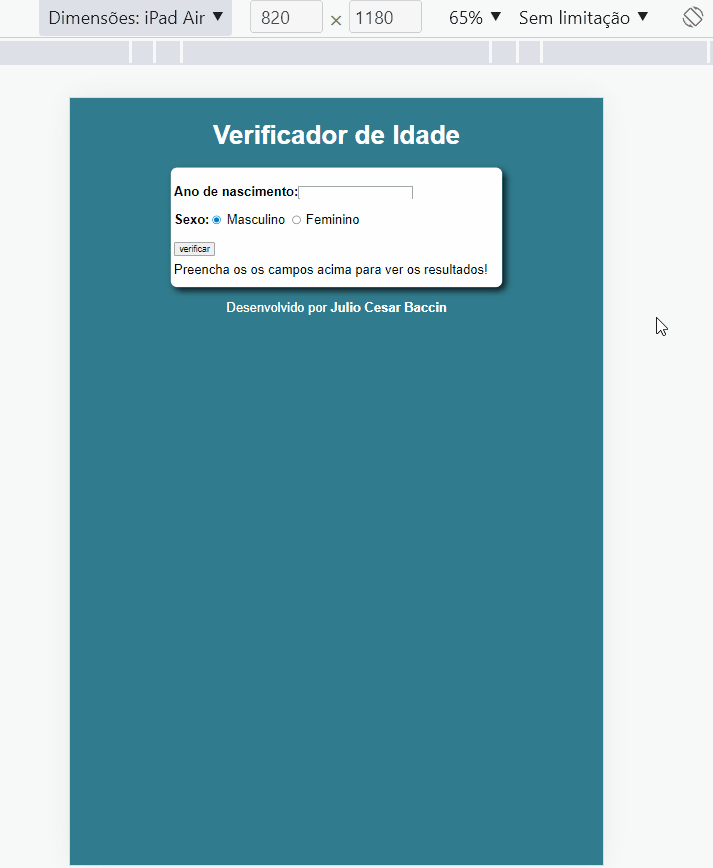 Dimensões: iPad Air ▼ 820 × 1180 65% ▼ Sem limitação ▼
Verificador de Idade
Ano de nascimento:
Sexo: Masculino Feminino
verificar
Preencha os os campos acima para ver os resultados!
Desenvolvido por Julio Cesar Baccin